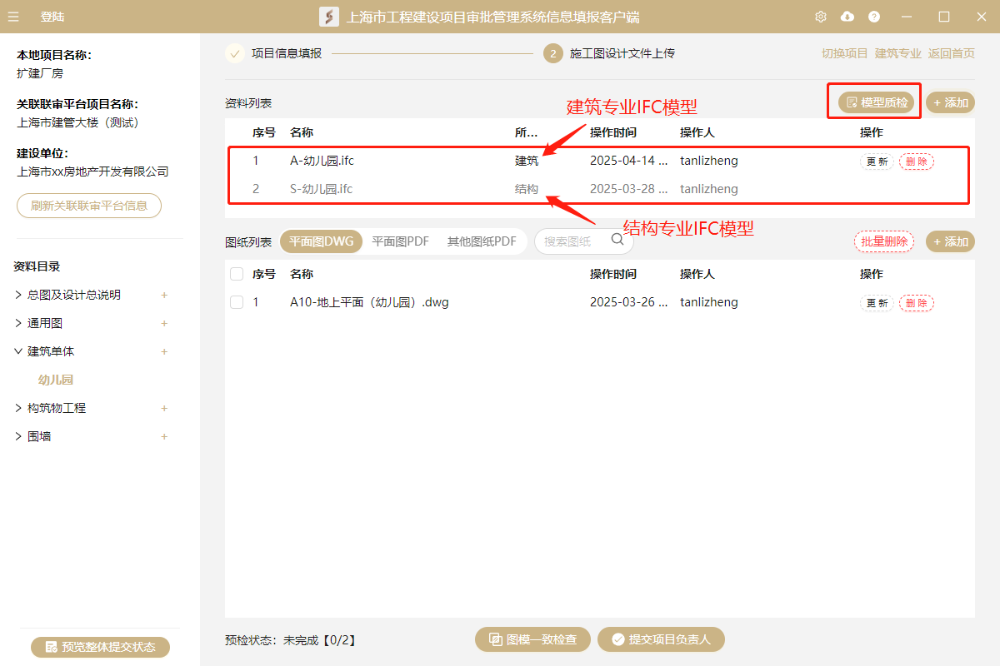 登陆
上海市工程建设项目审批管理系统信息填报客户端
本地项目名称：
扩建厂房
关联联审平台项目名称：
上海市建管大楼（测试）
建设单位：
上海市xx房地产开发有限公司
刷新关联联审平台信息
资料目录
总图及设计总说明 +
通用图 +
建筑单体 +
幼儿园
构筑物工程 +
围墙 +
预览整体提交状态
项目信息填报
2 施工图设计文件上传
切换项目 建筑专业 返回首页
资料列表
建筑专业IFC模型
模型质检
+ 添加
序号 名称 所... 操作时间 操作人 操作
1 A-幼儿园.ifc 建筑 2025-04-14 ... tanlizheng 更新 删除
2 S-幼儿园.ifc 结构 2025-03-28 ... tanlizheng
结构专业IFC模型
图纸列表 平面图DWG 平面图PDF 其他图纸PDF 搜索图纸 批量删除 + 添加
序号 名称 操作时间 操作人 操作
1 A10-地上平面（幼儿园）.dwg 2025-03-26 ... tanlizheng 更新 删除
预检状态：未完成【0/2】
图模一致检查
提交项目负责人